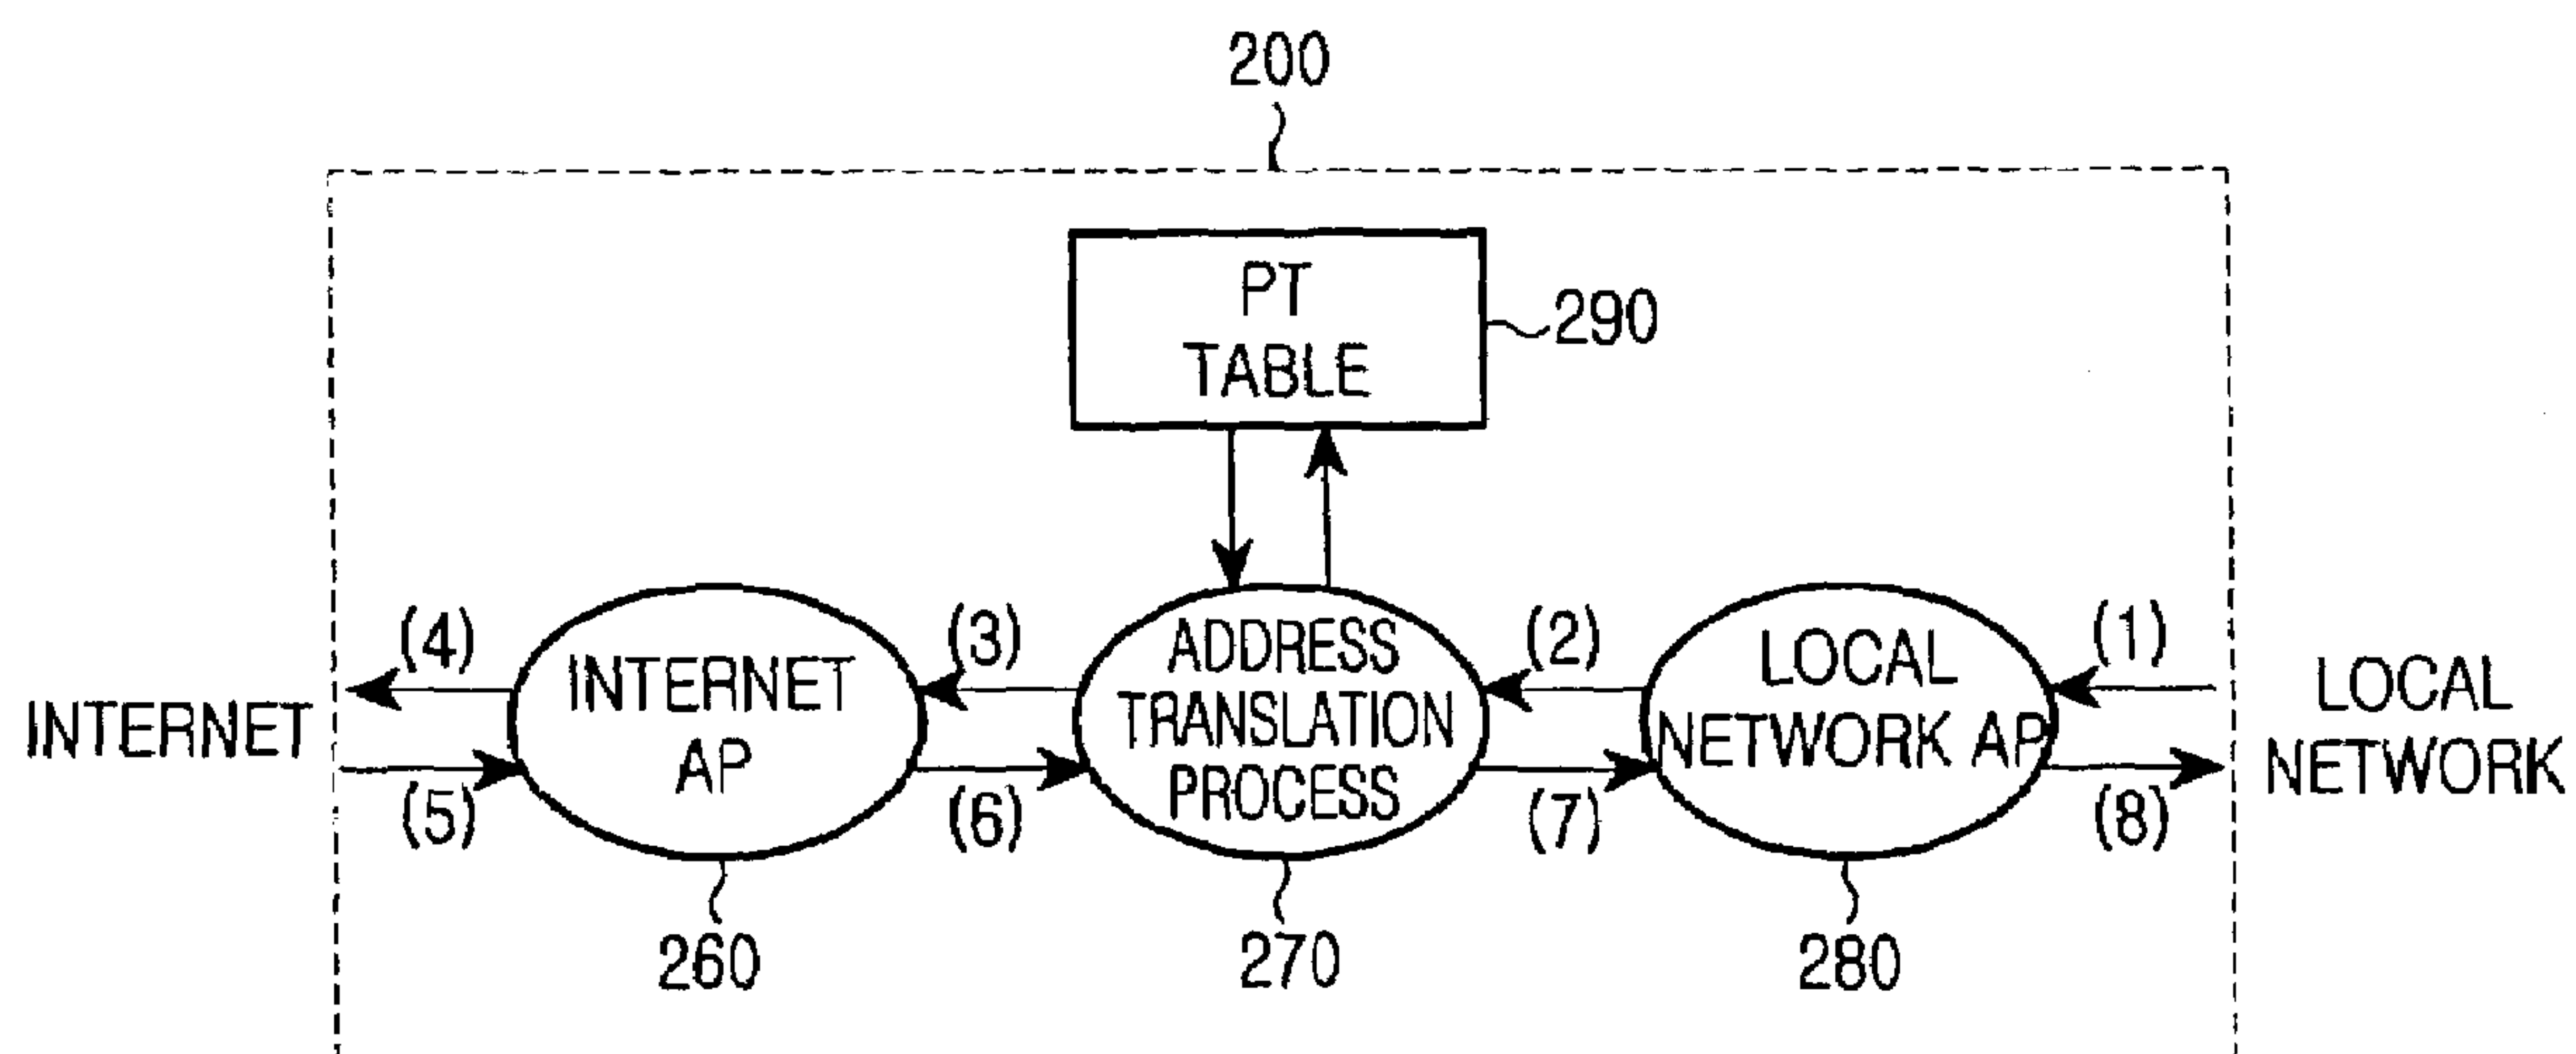 200
PT
TABLE
290
(4)
(3)
(2)
(1)
INTERNET
INTERNET
AP
ADDRESS
TRANSLATION
PROCESS
LOCAL
NETWORK AP
LOCAL
NETWORK
(5)
(6)
(7)
(8)
260
270
280